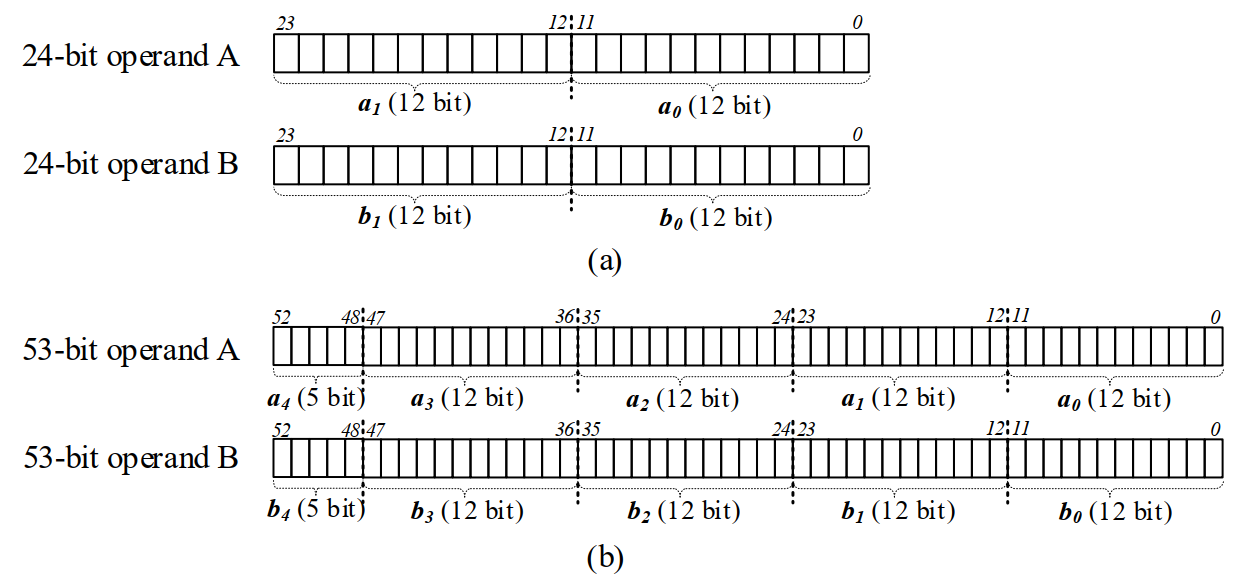 23 12 11 0
24-bit operand A
a1 (12 bit) a0 (12 bit)
23 12 11 0
24-bit operand B
b1 (12 bit) b0 (12 bit)
(a)
52 48 47 36 35 24 23 12 11 0
53-bit operand A
a4 (5 bit) a3 (12 bit) a2 (12 bit) a1 (12 bit) a0 (12 bit)
52 48 47 36 35 24 23 12 11 0
53-bit operand B
b4 (5 bit) b3 (12 bit) b2 (12 bit) b1 (12 bit) b0 (12 bit)
(b)